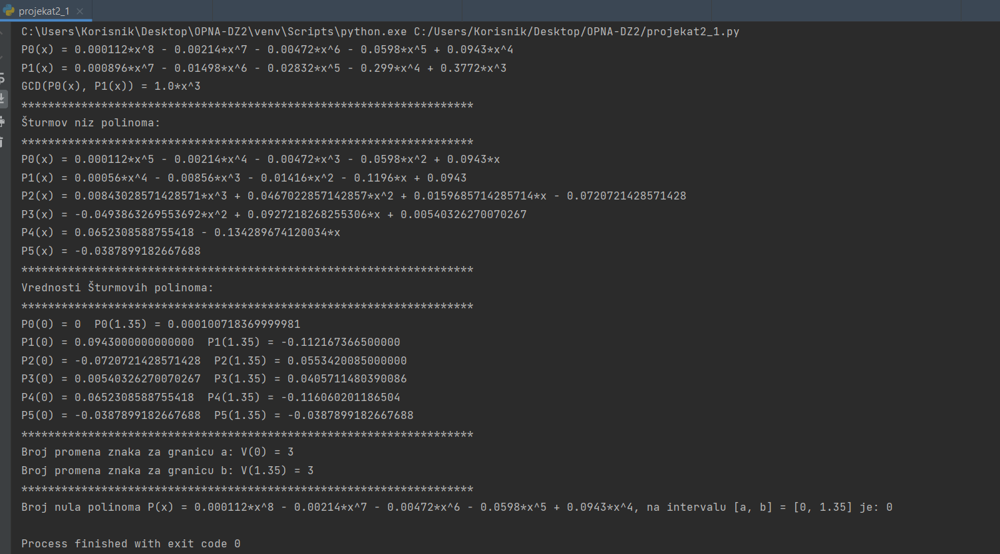 projekat2_1
C:\Users\Korisnik\Desktop\OPNA-DZ2\venv\Scripts\python.exe C:/Users/Korisnik/Desktop/OPNA-DZ2/projekat2_1.py
P0(x) = 0.000112*x^8 - 0.00214*x^7 - 0.00472*x^6 - 0.0598*x^5 + 0.0943*x^4
P1(x) = 0.000896*x^7 - 0.01498*x^6 - 0.02832*x^5 - 0.299*x^4 + 0.3772*x^3
GCD(P0(x), P1(x)) = 1.0*x^3
********************************************************************
Šturmov niz polinoma:
********************************************************************
P0(x) = 0.000112*x^5 - 0.00214*x^4 - 0.00472*x^3 - 0.0598*x^2 + 0.0943*x
P1(x) = 0.00056*x^4 - 0.00856*x^3 - 0.01416*x^2 - 0.1196*x + 0.0943
P2(x) = 0.00843028571428571*x^3 + 0.0467022857142857*x^2 + 0.0159685714285714*x - 0.0720721428571428
P3(x) = -0.0493863269553692*x^2 + 0.0927218268255306*x + 0.00540326270070267
P4(x) = 0.0652308588755418 - 0.134289674120034*x
P5(x) = -0.0387899182667688
********************************************************************
Vrednosti Šturmovih polinoma:
********************************************************************
P0(0) = 0  P0(1.35) = 0.000100718369999981
P1(0) = 0.0943000000000000  P1(1.35) = -0.112167366500000
P2(0) = -0.0720721428571428  P2(1.35) = 0.0553420085000000
P3(0) = 0.00540326270070267  P3(1.35) = 0.0405711480390086
P4(0) = 0.0652308588755418  P4(1.35) = -0.116060201186504
P5(0) = -0.0387899182667688  P5(1.35) = -0.0387899182667688
********************************************************************
Broj promena znaka za granicu a: V(0) = 3
Broj promena znaka za granicu b: V(1.35) = 3
********************************************************************
Broj nula polinoma P(x) = 0.000112*x^8 - 0.00214*x^7 - 0.00472*x^6 - 0.0598*x^5 + 0.0943*x^4, na intervalu [a, b] = [0, 1.35] je: 0
Process finished with exit code 0